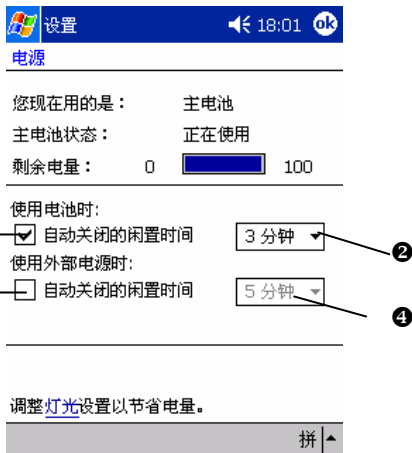 设置 18:01 ok
电源
您现在用的是： 主电池
主电池状态： 正在使用
剩余电量： 0 100
使用电池时:
自动关闭的闲置时间 3 分钟
❷
使用外部电源时:
自动关闭的闲置时间 5 分钟
❹
调整灯光设置以节省电量。
拼